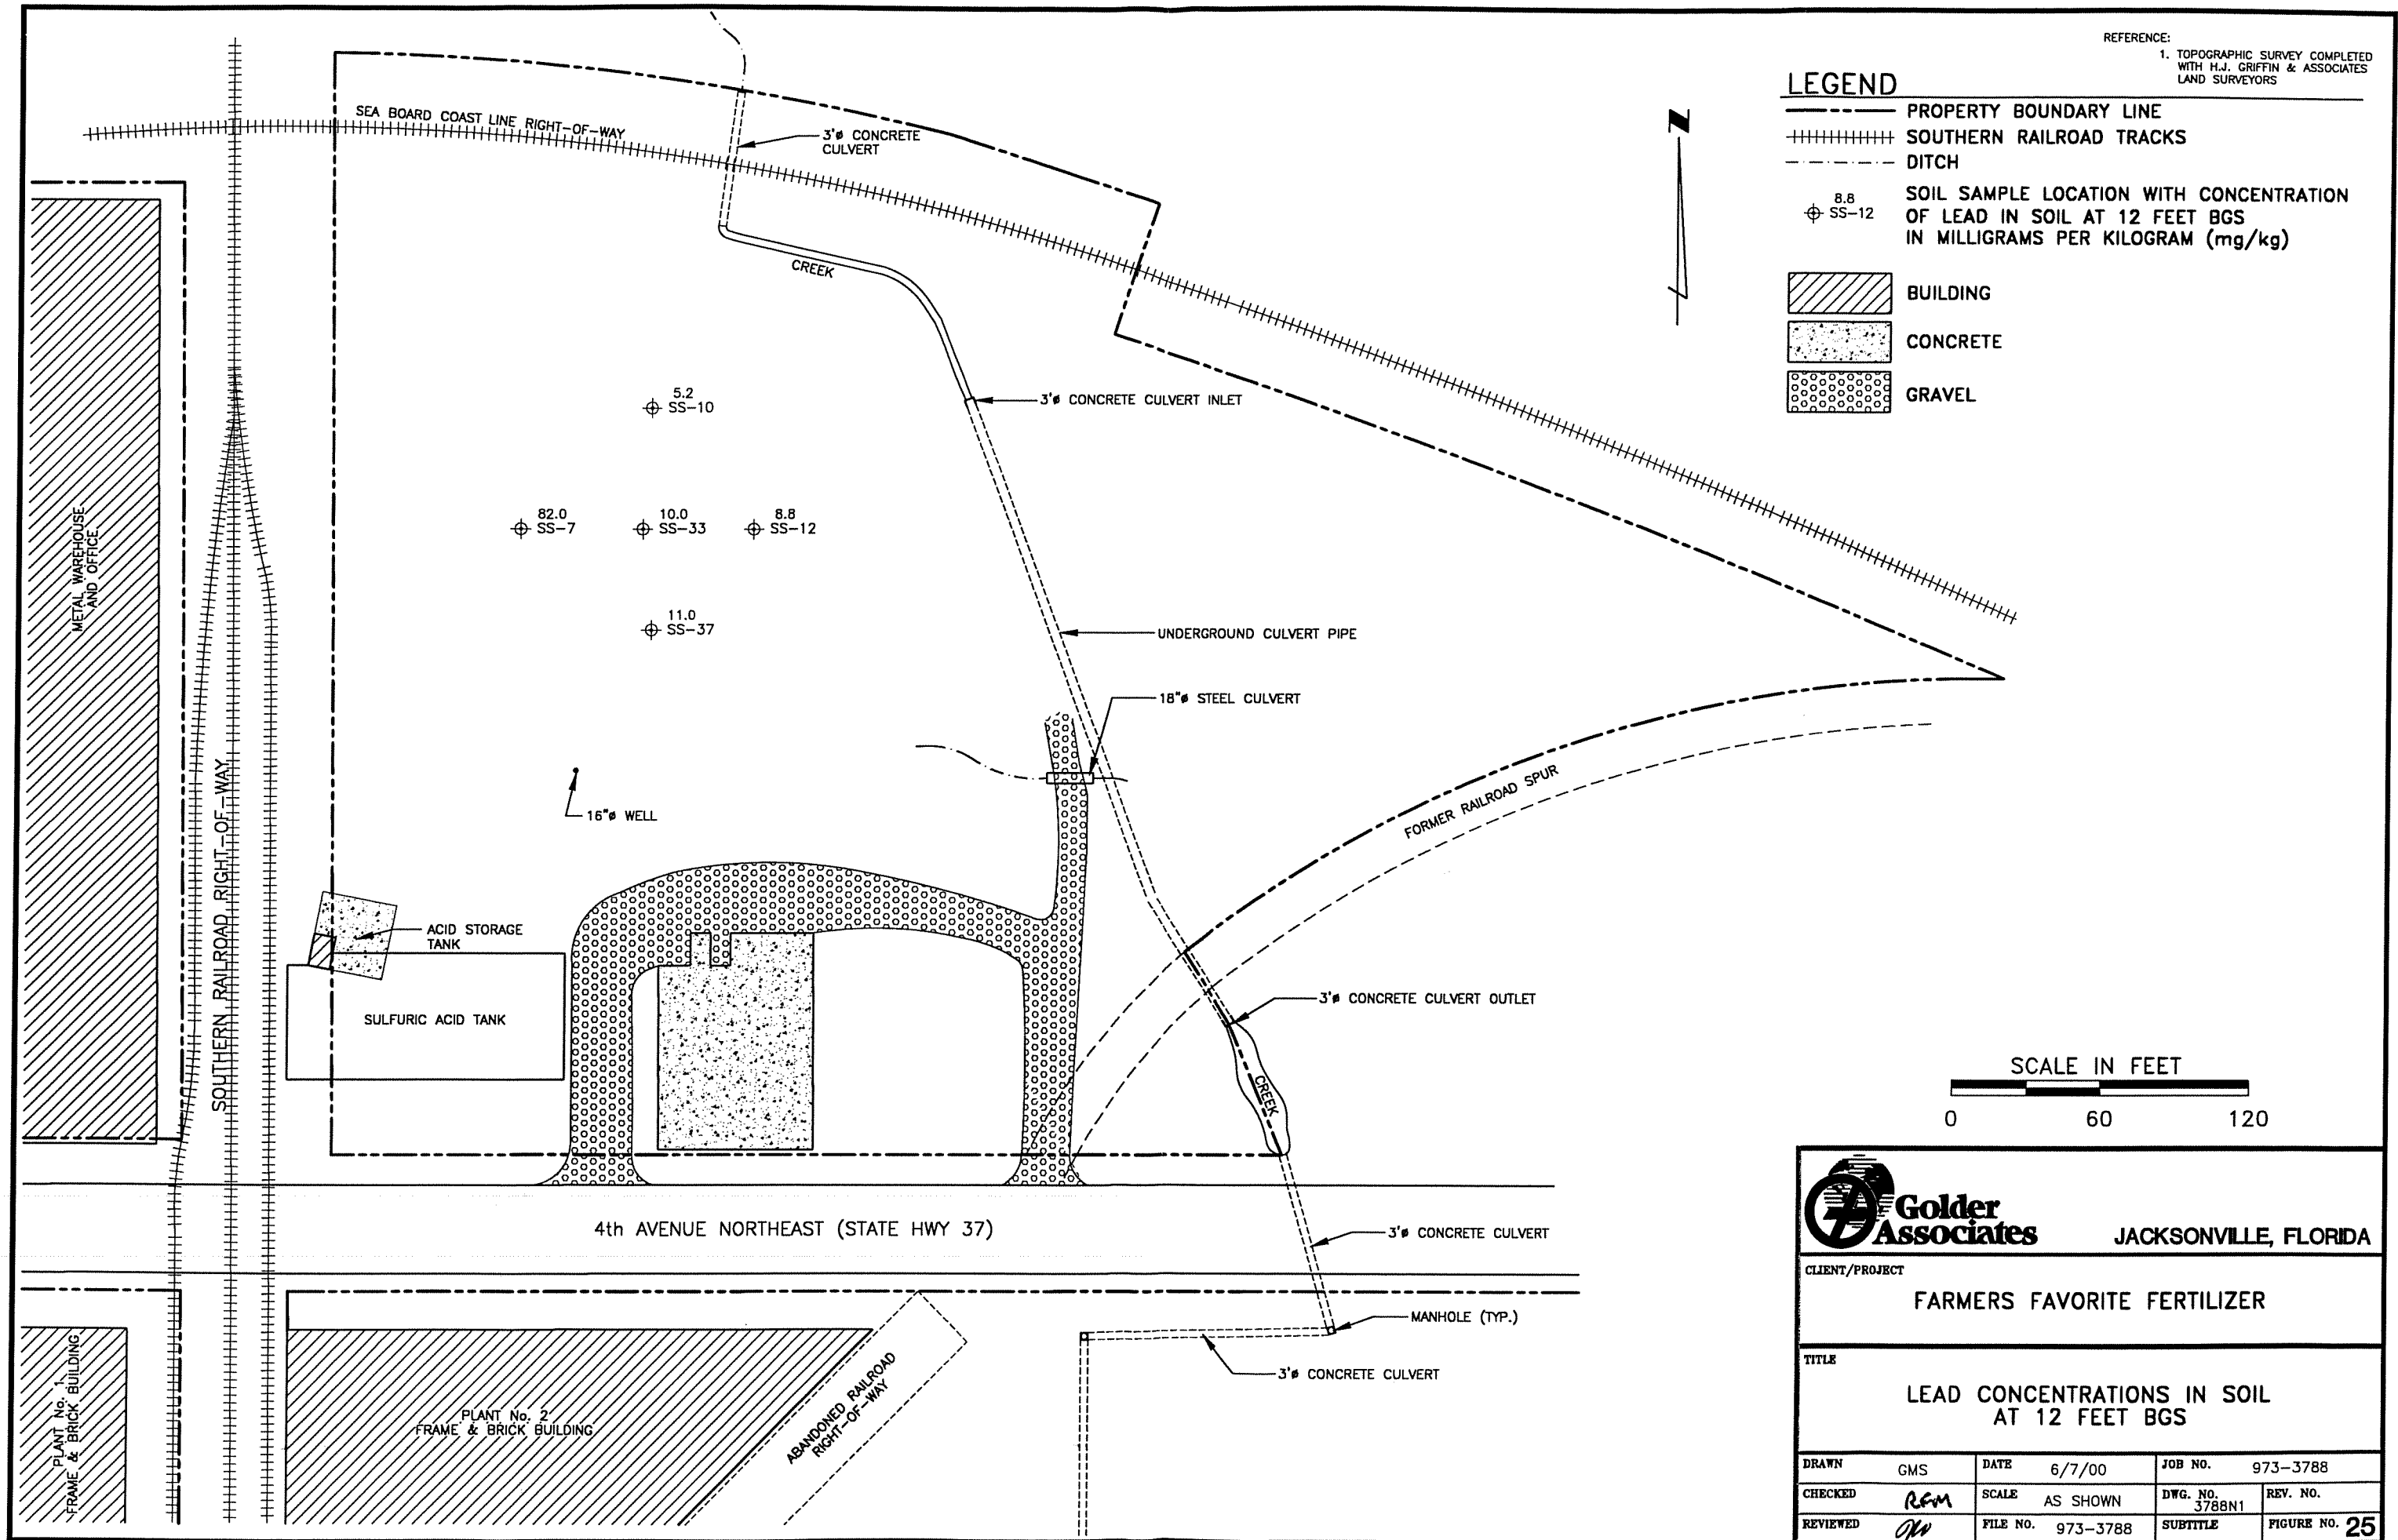 REFERENCE:
1. TOPOGRAPHIC SURVEY COMPLETED
WITH H.J. GRIFFIN & ASSOCIATES
LAND SURVEYORS
LEGEND
PROPERTY BOUNDARY LINE
SOUTHERN RAILROAD TRACKS
DITCH
8.8
SS-12
SOIL SAMPLE LOCATION WITH CONCENTRATION
OF LEAD IN SOIL AT 12 FEET BGS
IN MILLIGRAMS PER KILOGRAM (mg/kg)
BUILDING
CONCRETE
GRAVEL
N
SEA BOARD COAST LINE RIGHT-OF-WAY
3'ø CONCRETE
CULVERT
CREEK
3'ø CONCRETE CULVERT INLET
5.2
SS-10
82.0
SS-7
10.0
SS-33
8.8
SS-12
11.0
SS-37
METAL WAREHOUSE
AND OFFICE
UNDERGROUND CULVERT PIPE
18"ø STEEL CULVERT
16"ø WELL
FORMER RAILROAD SPUR
SOUTHERN RAILROAD RIGHT-OF-WAY
ACID STORAGE
TANK
SULFURIC ACID TANK
3'ø CONCRETE CULVERT OUTLET
CREEK
4th AVENUE NORTHEAST (STATE HWY 37)
3'ø CONCRETE CULVERT
MANHOLE (TYP.)
3'ø CONCRETE CULVERT
PLANT No. 1
FRAME & BRICK BUILDING
PLANT No. 2
FRAME & BRICK BUILDING
ABANDONED RAILROAD
RIGHT-OF-WAY
SCALE IN FEET
0 60 120
Golder
Associates
JACKSONVILLE, FLORIDA
CLIENT/PROJECT
FARMERS FAVORITE FERTILIZER
TITLE
LEAD CONCENTRATIONS IN SOIL
AT 12 FEET BGS
DRAWN GMS DATE 6/7/00 JOB NO. 973-3788
CHECKED RGM SCALE AS SHOWN DWG. NO. 3788N1 REV. NO.
REVIEWED FILE NO. 973-3788 SUBTITLE FIGURE NO. 25